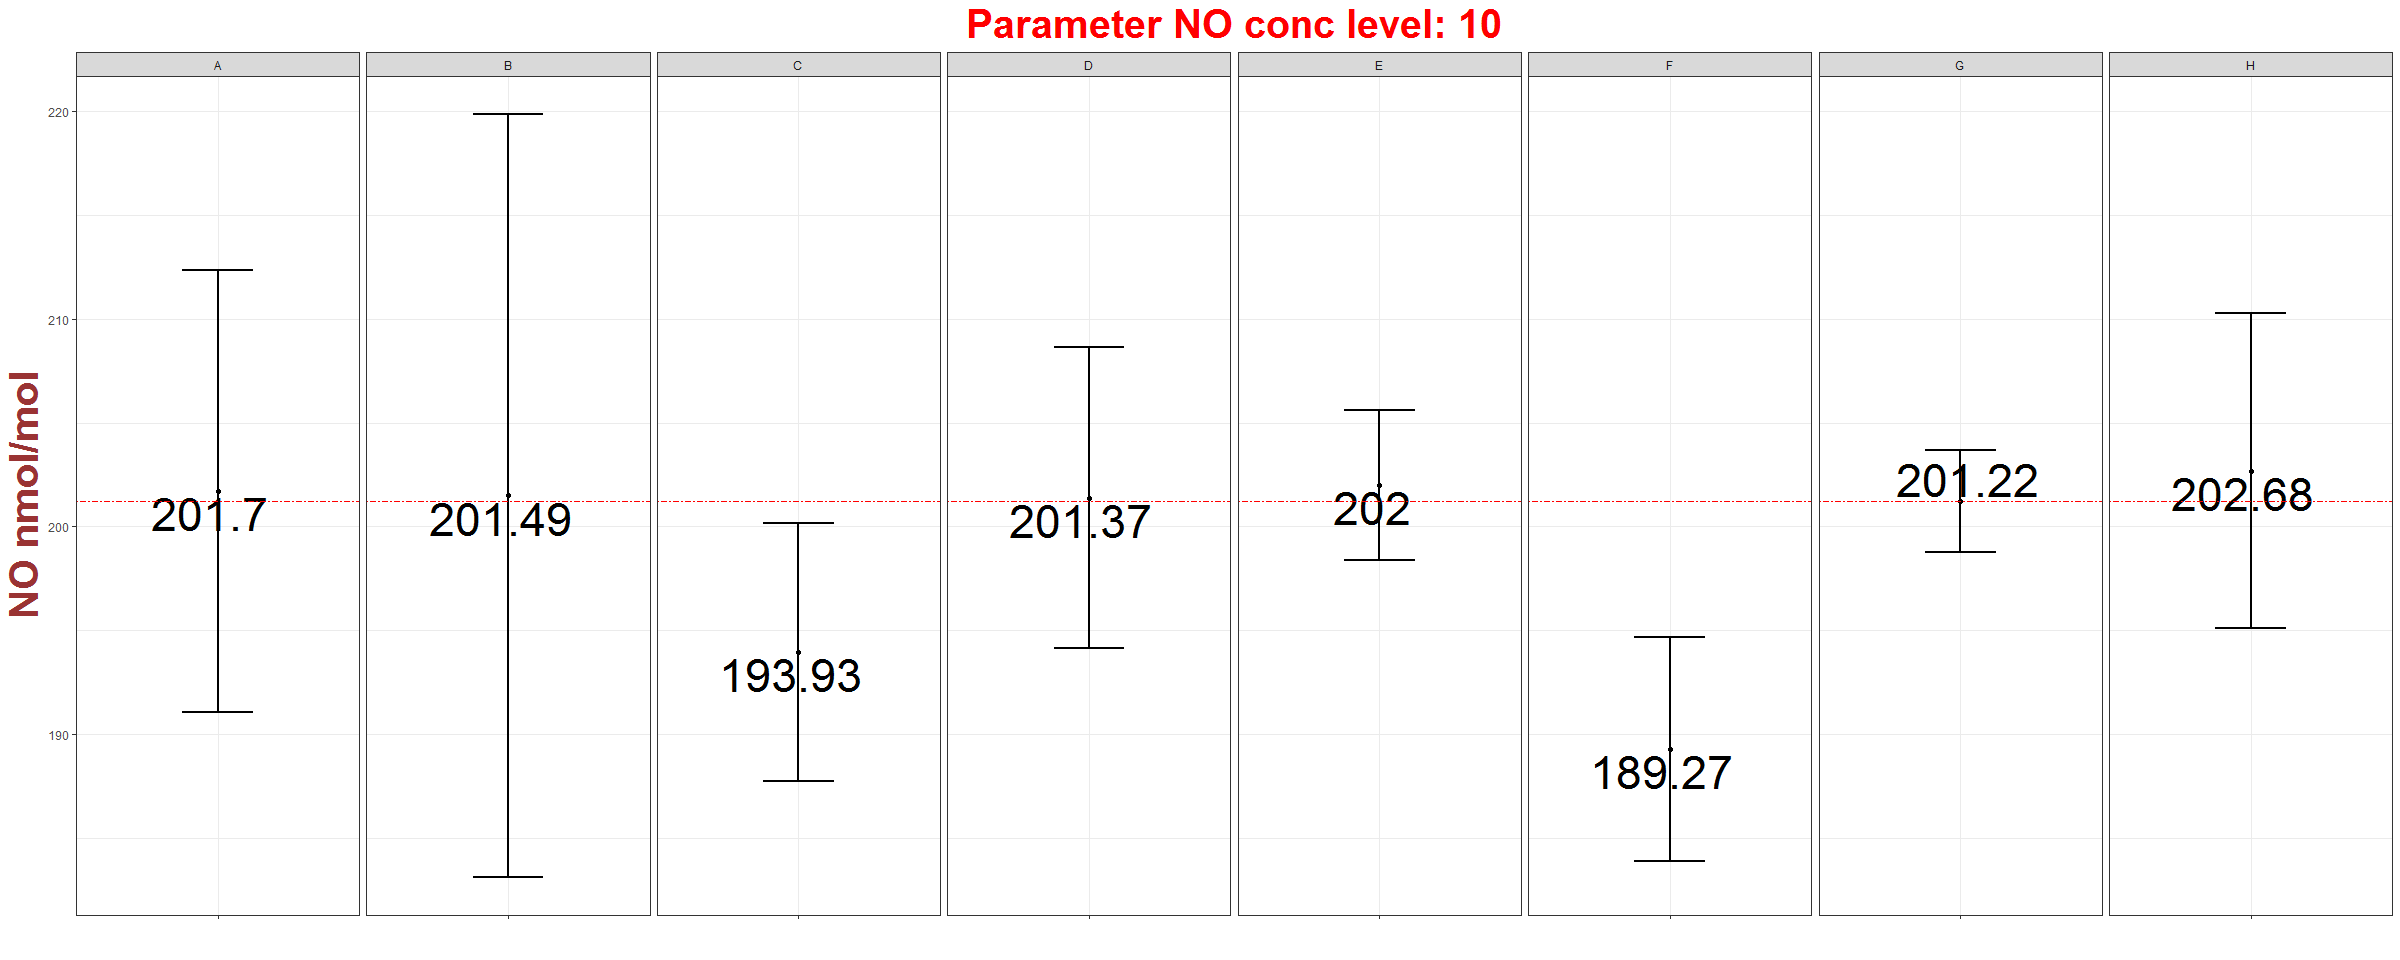 Parameter NO conc level: 10
A B C D E F G H
220
210
200
190
NO nmol/mol
201.7 201.49 193.93 201.37 202 189.27 201.22 202.68